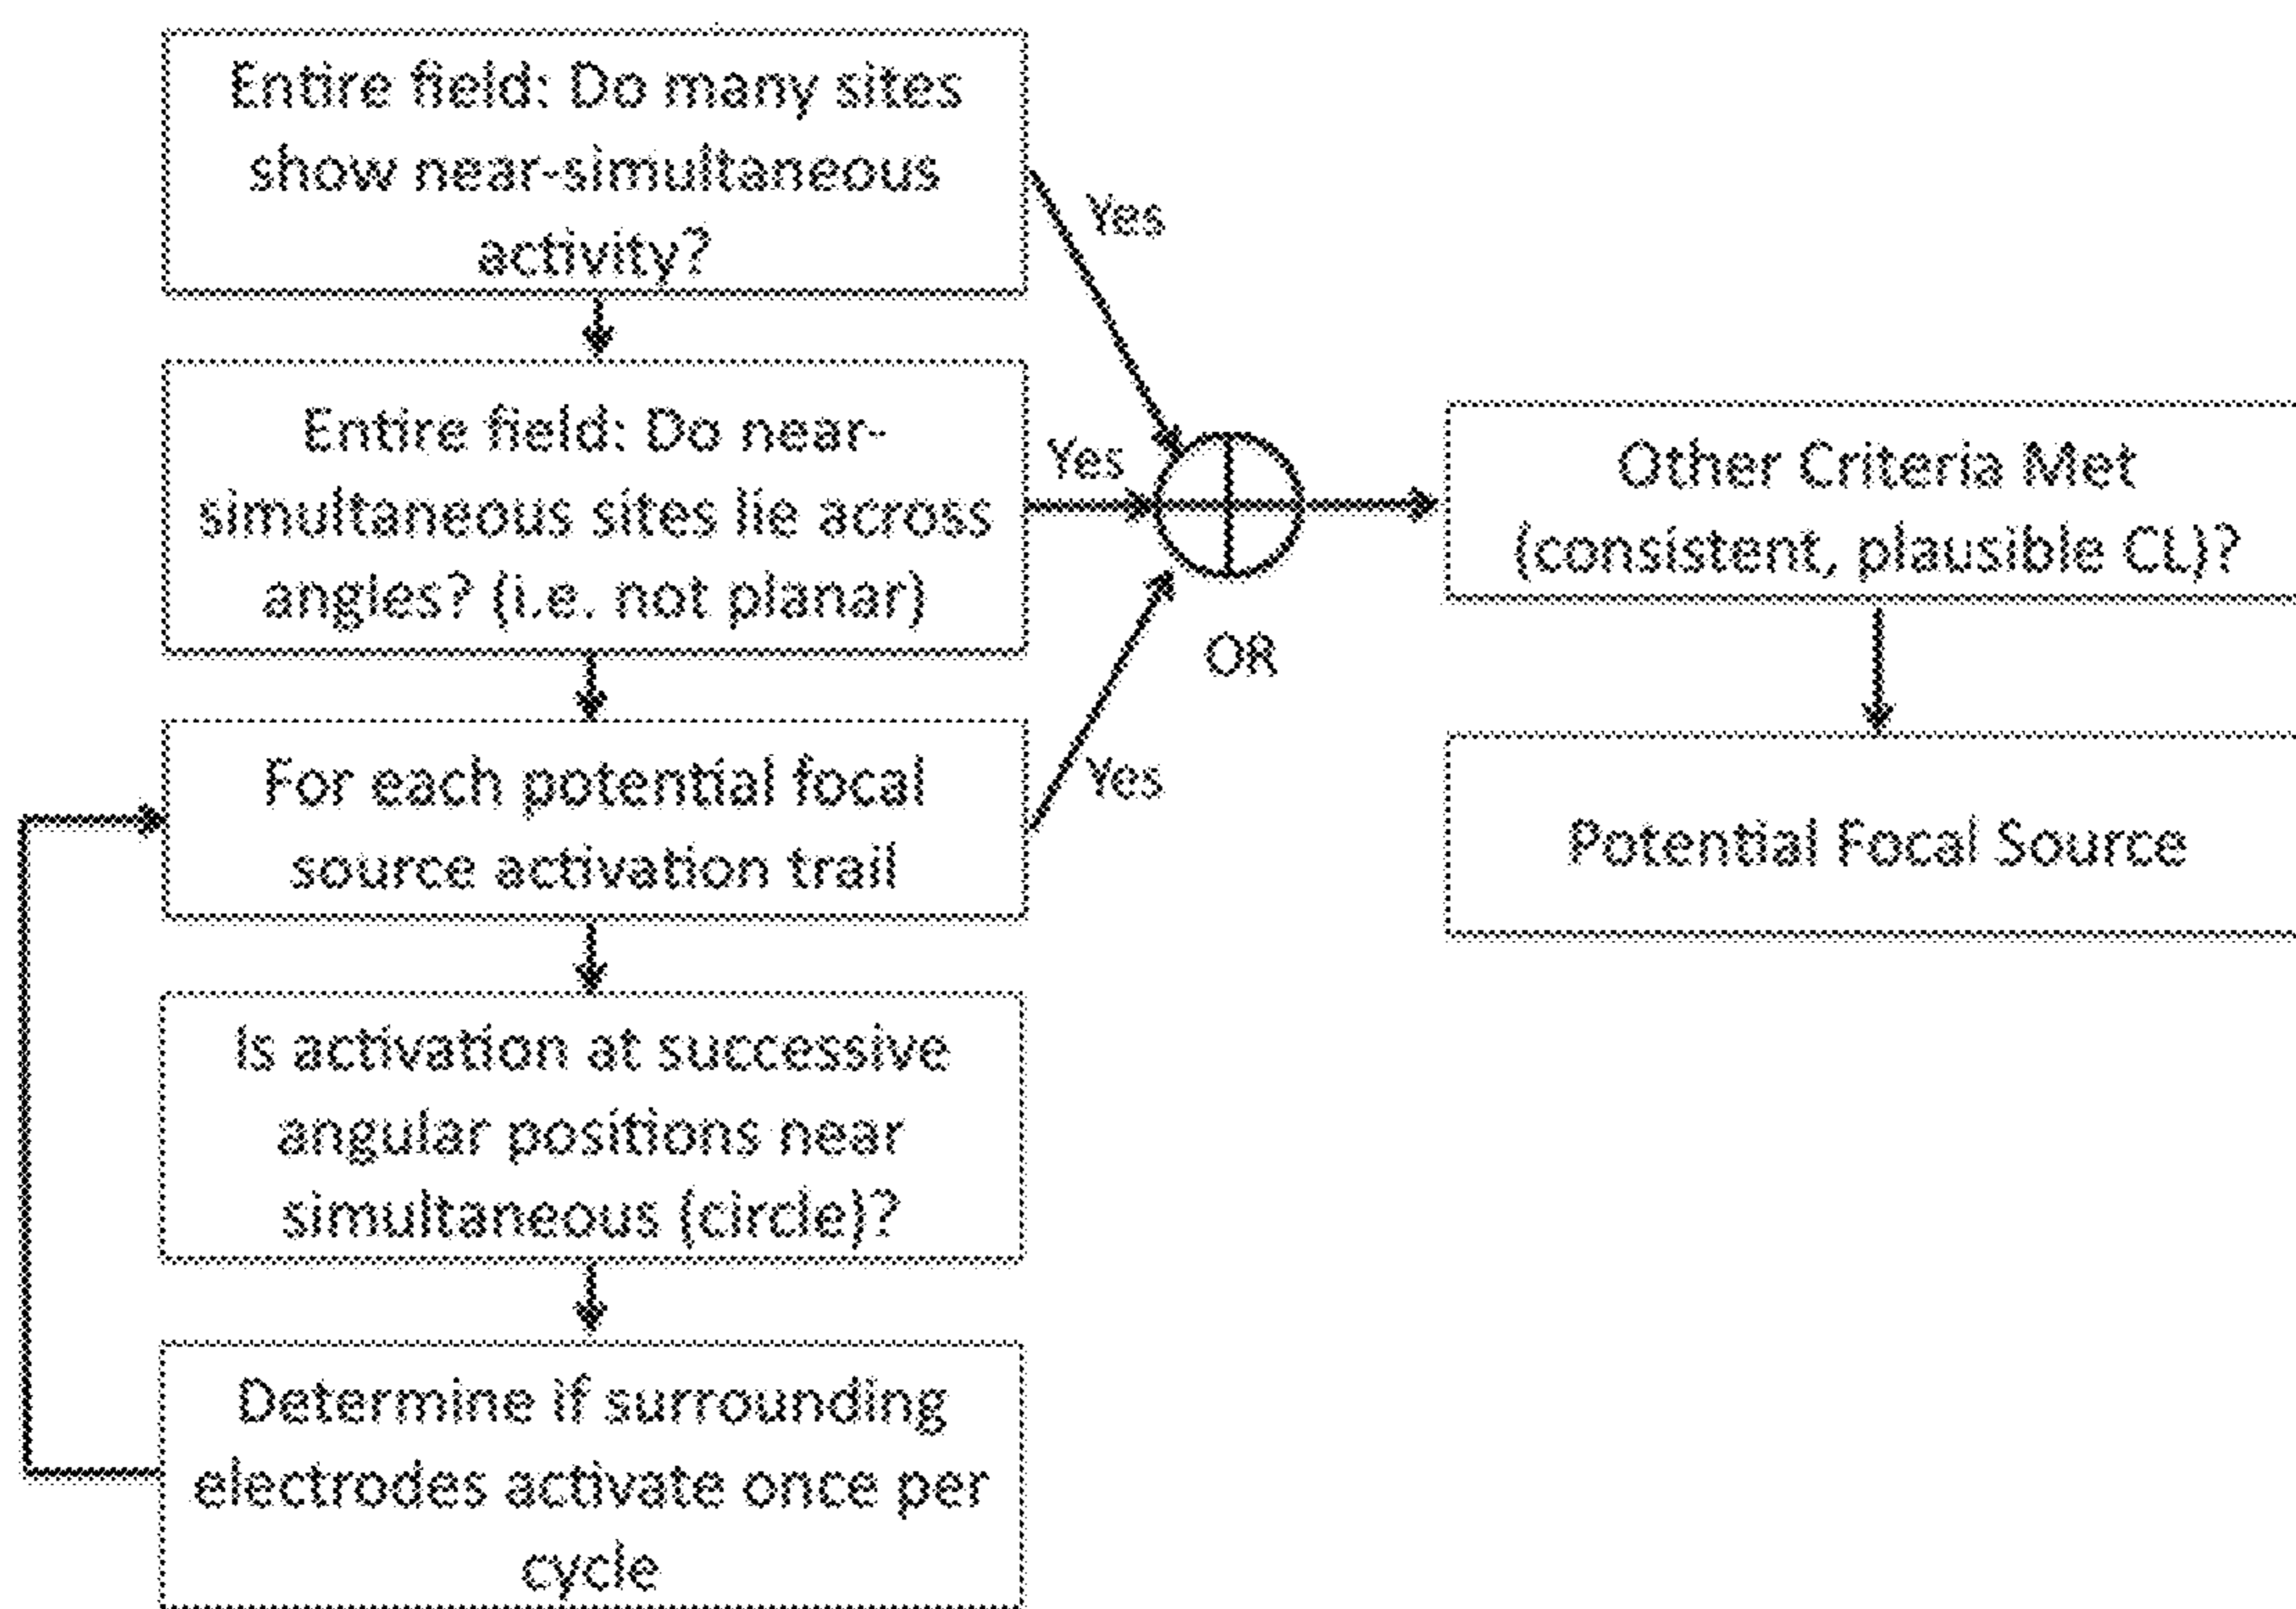 Entire field: Do many sites
show near-simultaneous
activity?
Yes
Entire field: Do near-
simultaneous sites lie across
angles? (i.e. not planar)
Yes
OR
For each potential focal
source activation trail
Yes
Is activation at successive
angular positions near
simultaneous (circle)?
Determine if surrounding
electrodes activate once per
cycle
Other Criteria Met
(consistent, plausible CL)?
Potential Focal Source